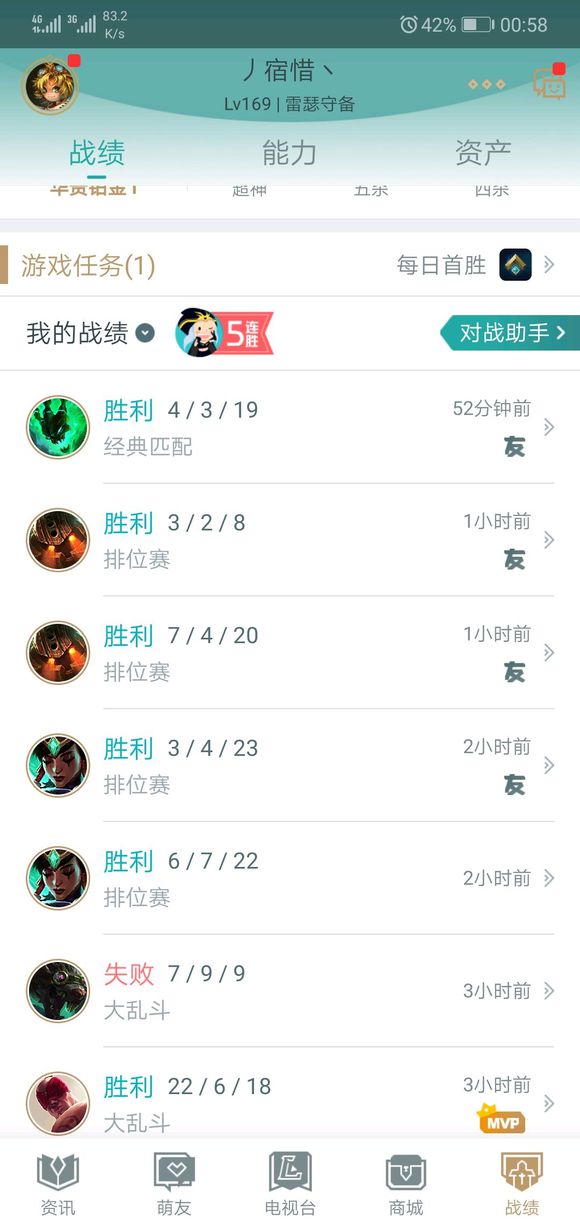 4G 3G 83.2 K/s 42% 00:58
丿宿惜丶
Lv169 | 雷瑟守备
战绩 能力 资产
华贵铂金 I 超神 五杀 四杀
游戏任务(1) 每日首胜
我的战绩 5连胜 对战助手
胜利 4 / 3 / 19 52分钟前
经典匹配 友
胜利 3 / 2 / 8 1小时前
排位赛 友
胜利 7 / 4 / 20 1小时前
排位赛 友
胜利 3 / 4 / 23 2小时前
排位赛 友
胜利 6 / 7 / 22 2小时前
排位赛
失败 7 / 9 / 9 3小时前
大乱斗
胜利 22 / 6 / 18 3小时前
大乱斗 MVP
资讯 萌友 电视台 商城 战绩